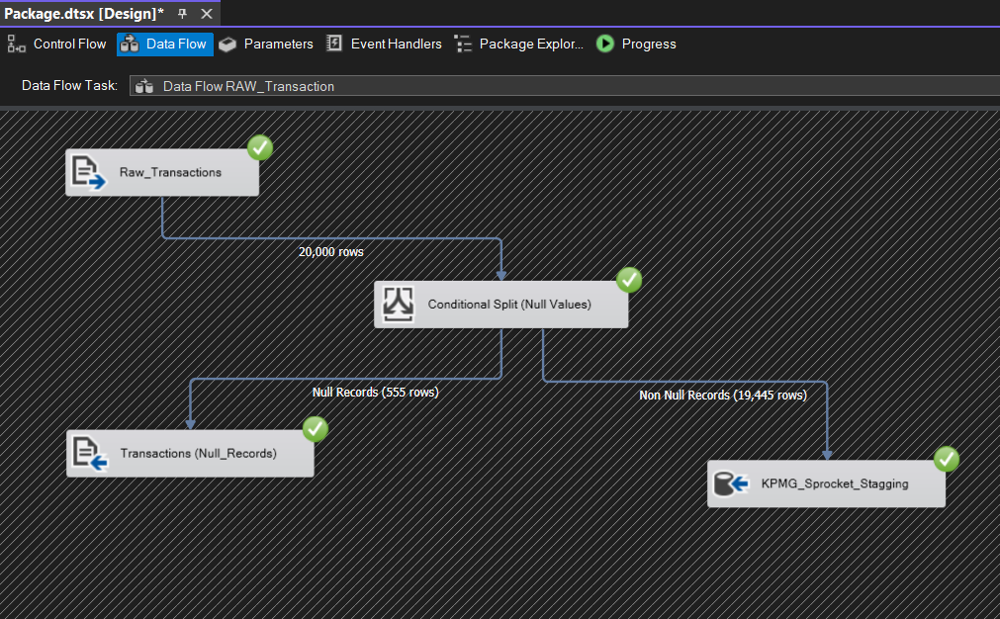 Package.dtsx [Design]*
Control Flow
Data Flow
Parameters
Event Handlers
Package Explor...
Progress
Data Flow Task:
Data Flow RAW_Transaction
Raw_Transactions
20,000 rows
Conditional Split (Null Values)
Null Records (555 rows)
Non Null Records (19,445 rows)
Transactions (Null_Records)
KPMG_Sprocket_Stagging